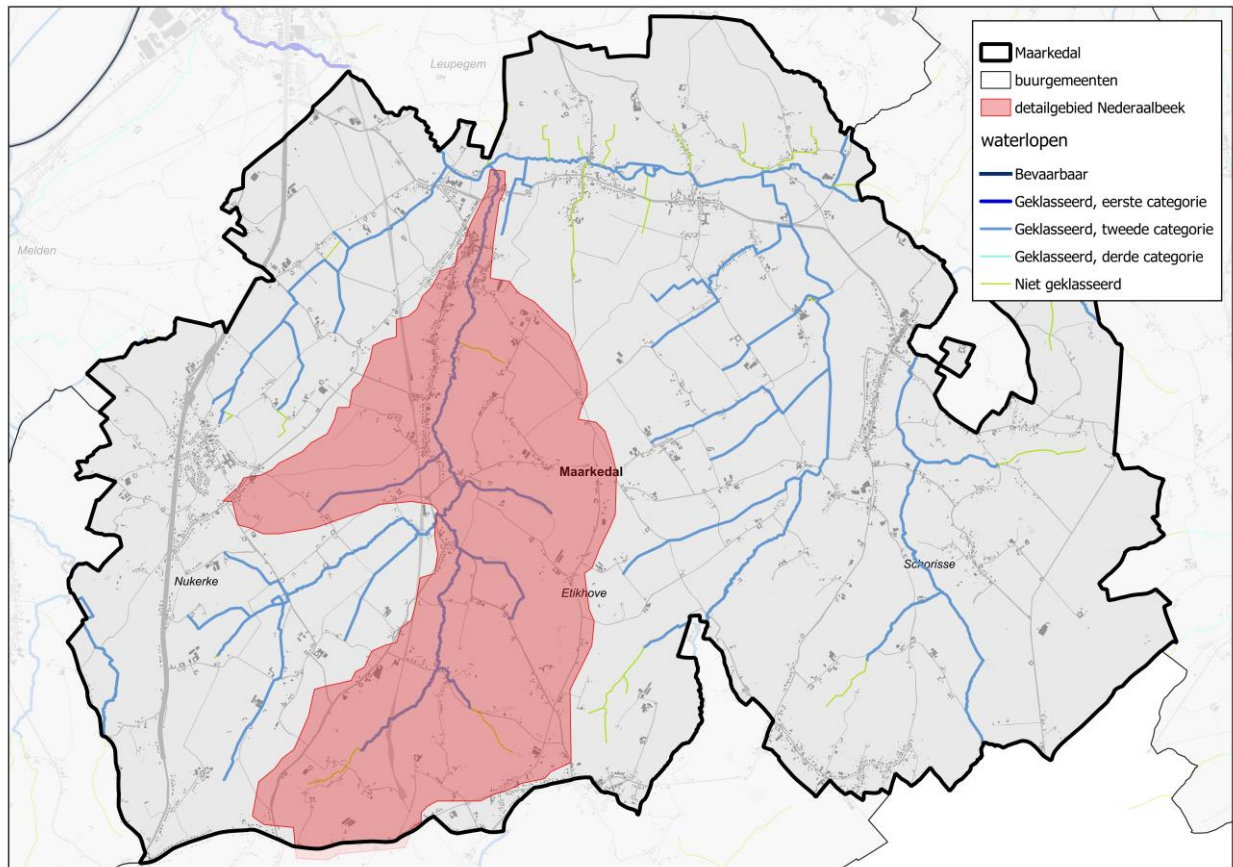 Leupegem
Melden
Maarkedal
Nukerke
Etikhove
Schorisse
Maarkedal
buurgemeenten
detailgebied Nederaalbeek
waterlopen
Bevaarbaar
Geklasseerd, eerste categorie
Geklasseerd, tweede categorie
Geklasseerd, derde categorie
Niet geklasseerd